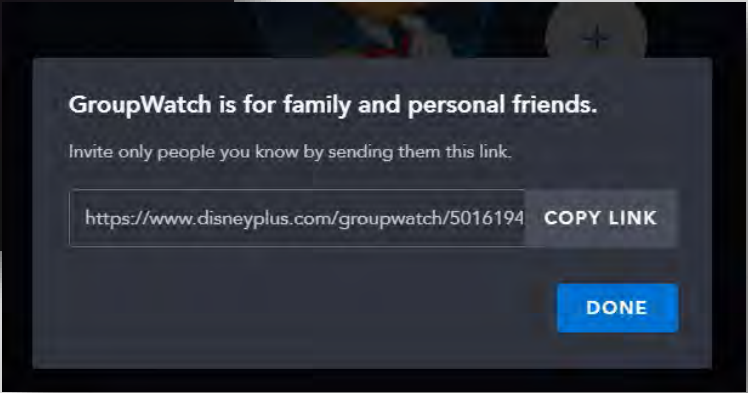 GroupWatch is for family and personal friends.
Invite only people you know by sending them this link.
https://www.disneyplus.com/groupwatch/5016194 COPY LINK
DONE